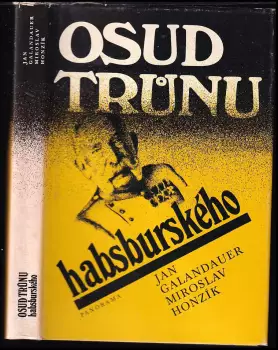 JAN
GALANDAUER
MIROSLAV
HONZÍK
OSUD TRŮNU
habsburského
OSUD
TRŮNU
habsburského
PANORAMA
JAN
GALANDAUER
MIROSLAV
HONZÍK